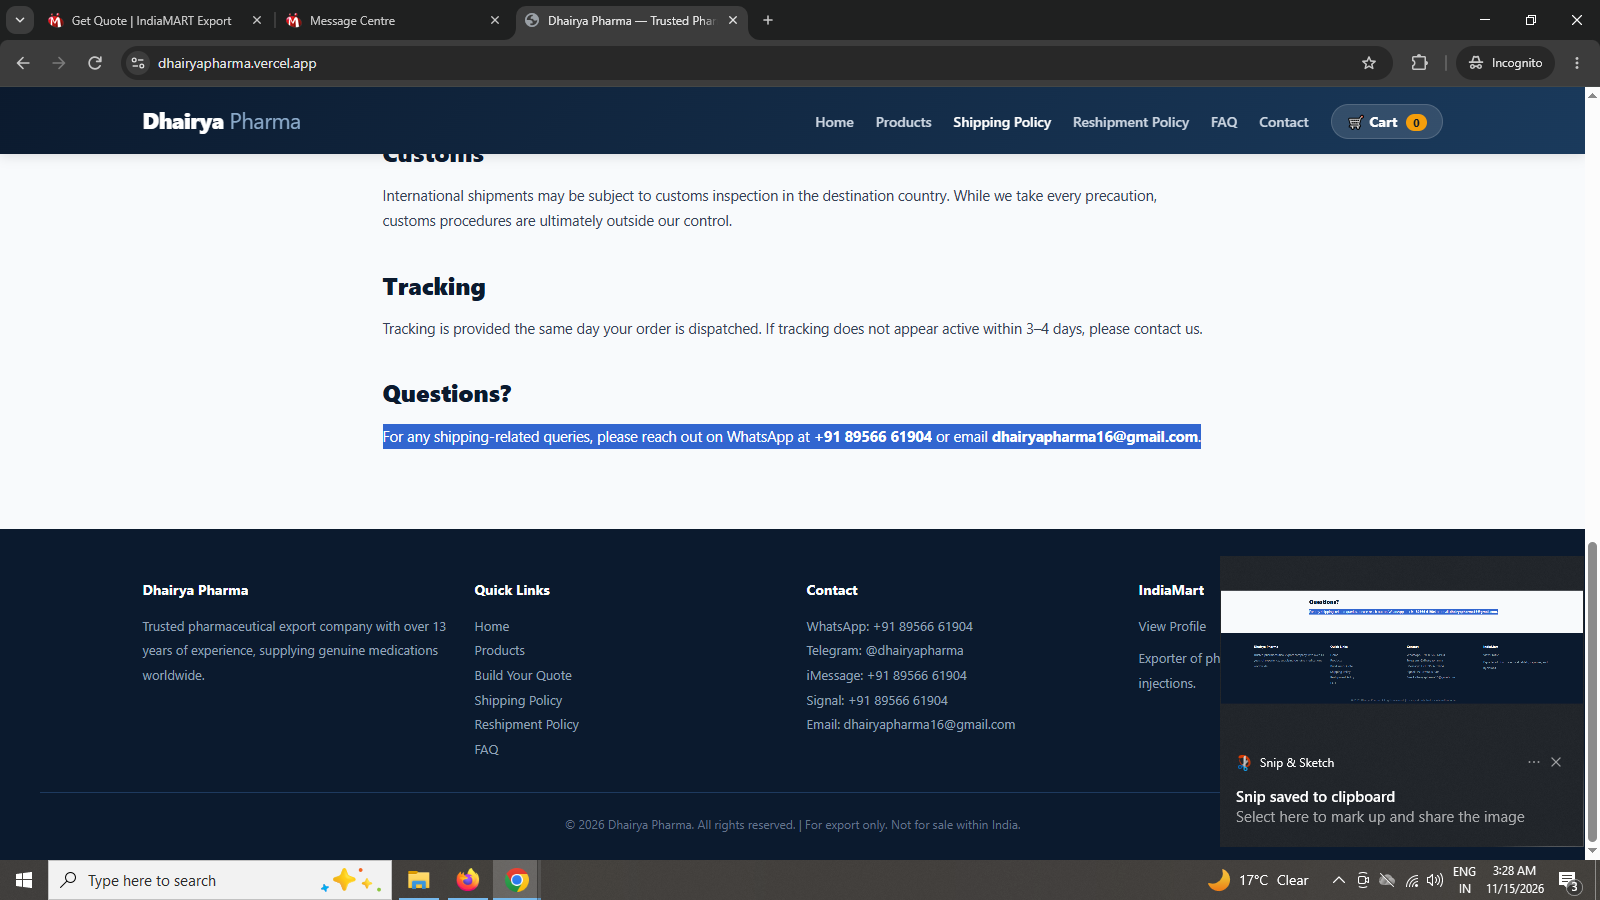 Get Quote | IndiaMART Export
Message Centre
Dhairya Pharma — Trusted Phar
dhairyapharma.vercel.app
Incognito
Dhairya Pharma
Home
Products
Shipping Policy
Reshipment Policy
FAQ
Contact
Cart
0
Customs
International shipments may be subject to customs inspection in the destination country. While we take every precaution,
customs procedures are ultimately outside our control.
Tracking
Tracking is provided the same day your order is dispatched. If tracking does not appear active within 3–4 days, please contact us.
Questions?
For any shipping-related queries, please reach out on WhatsApp at +91 89566 61904 or email dhairyapharma16@gmail.com.
Dhairya Pharma
Trusted pharmaceutical export company with over 13
years of experience, supplying genuine medications
worldwide.
Quick Links
Home
Products
Build Your Quote
Shipping Policy
Reshipment Policy
FAQ
Contact
WhatsApp: +91 89566 61904
Telegram: @dhairyapharma
iMessage: +91 89566 61904
Signal: +91 89566 61904
Email: dhairyapharma16@gmail.com
IndiaMart
View Profile
Exporter of ph
injections.
© 2026 Dhairya Pharma. All rights reserved. | For export only. Not for sale within India.
Questions?
Snip & Sketch
Snip saved to clipboard
Select here to mark up and share the image
Type here to search
17°C Clear
ENG
IN
3:28 AM
11/15/2026
3